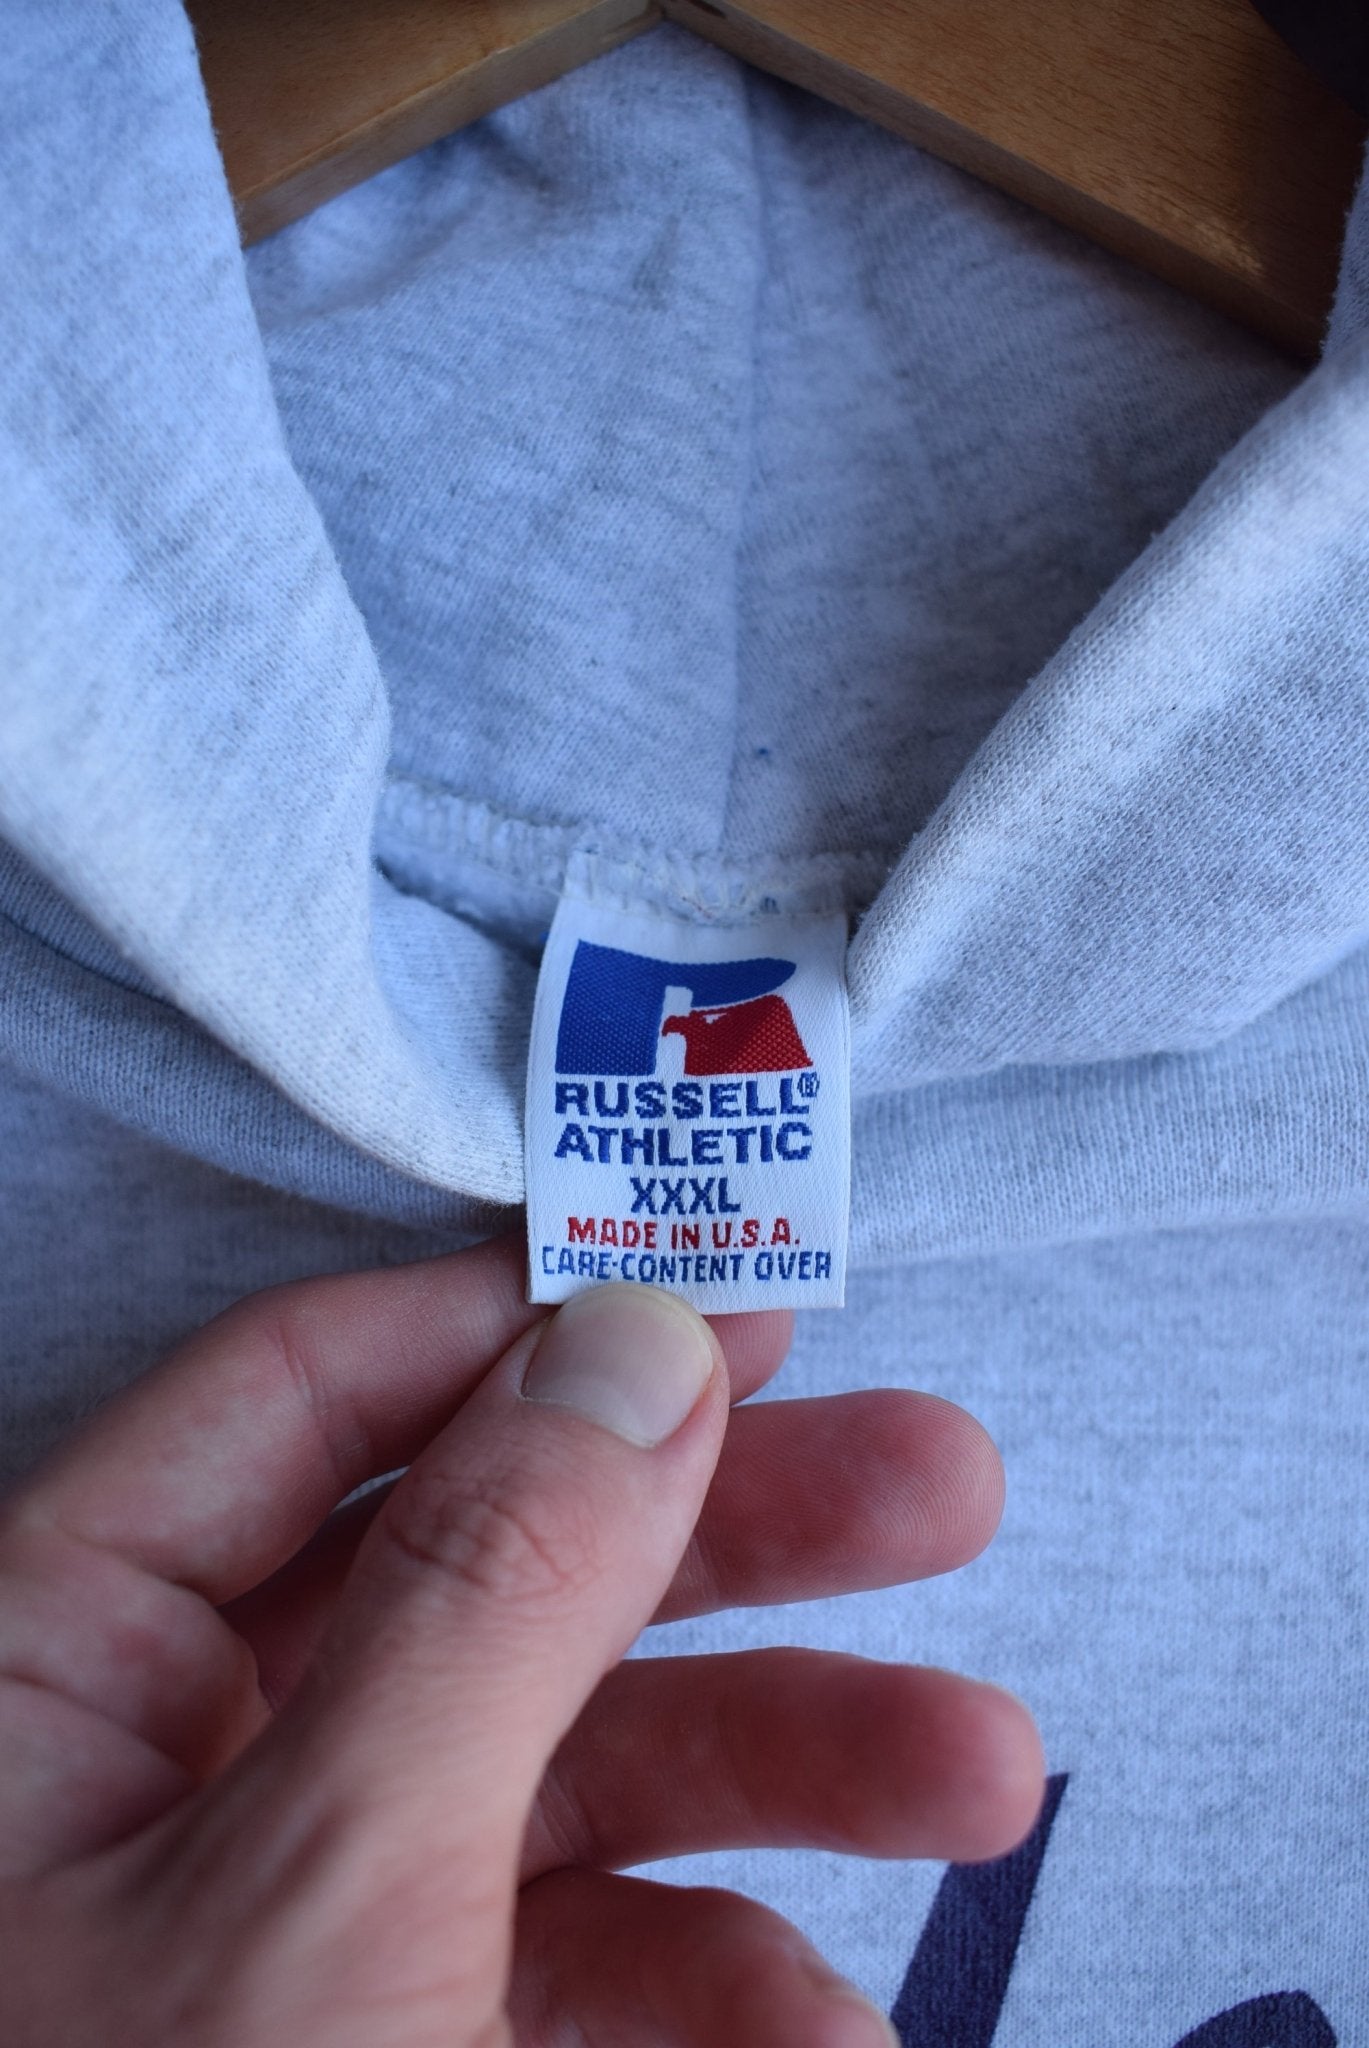 RUSSELL®
ATHLETIC
XXXL
MADE IN U.S.A.
CARE-CONTENT OVER